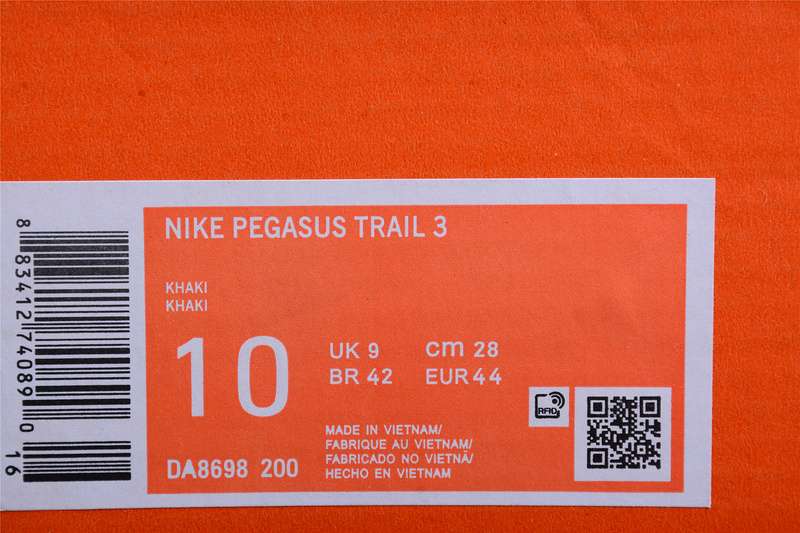 NIKE PEGASUS TRAIL 3
KHAKI
KHAKI
10
UK 9 cm 28
BR 42 EUR 44
MADE IN VIETNAM/
FABRIQUE AU VIETNAM/
FABRICADO NO VIETNÃ/
HECHO EN VIETNAM
DA8698 200
RFID
8 83412 74089 0
16